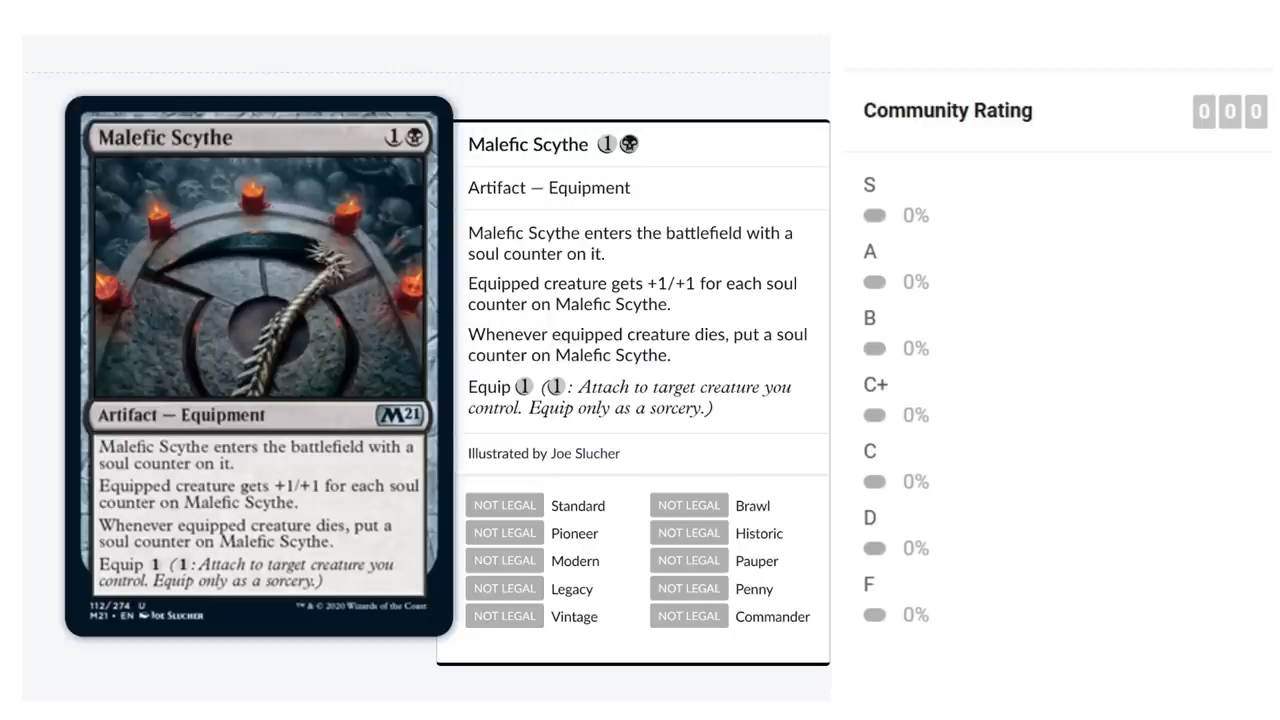 Malefic Scythe 1
Malefic Scythe enters the battlefield with a
soul counter on it.
Equipped creature gets +1/+1 for each soul
counter on Malefic Scythe.
Whenever equipped creature dies, put a
soul counter on Malefic Scythe.
Equip 1 (1: Attach to target creature you
control. Equip only as a sorcery.)
Artifact — Equipment M21
112/274 U
M21 • EN Joe Slucher
™ & © 2020 Wizards of the Coast
Malefic Scythe 1
Artifact — Equipment
Malefic Scythe enters the battlefield with a
soul counter on it.
Equipped creature gets +1/+1 for each soul
counter on Malefic Scythe.
Whenever equipped creature dies, put a soul
counter on Malefic Scythe.
Equip 1 (1: Attach to target creature you
control. Equip only as a sorcery.)
Illustrated by Joe Slucher
NOT LEGAL Standard NOT LEGAL Brawl
NOT LEGAL Pioneer NOT LEGAL Historic
NOT LEGAL Modern NOT LEGAL Pauper
NOT LEGAL Legacy NOT LEGAL Penny
NOT LEGAL Vintage NOT LEGAL Commander
Community Rating 0 0 0
S
0%
A
0%
B
0%
C+
0%
C
0%
D
0%
F
0%